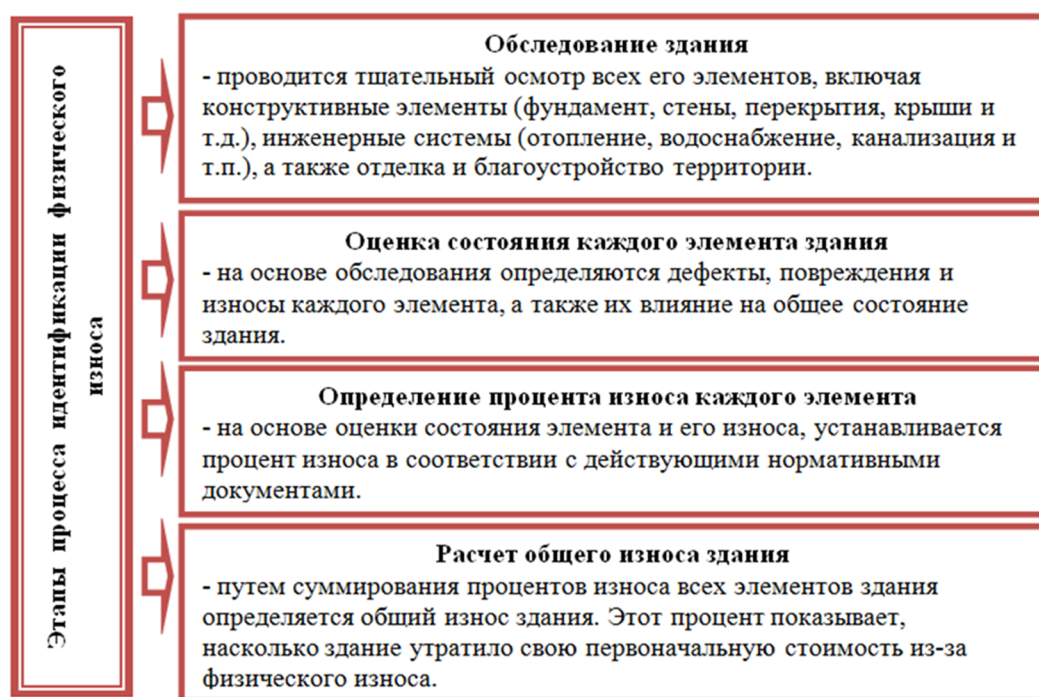 Этапы процесса идентификации физического
износа
Обследование здания
- проводится тщательный осмотр всех его элементов, включая
конструктивные элементы (фундамент, стены, перекрытия, крыши и
т.д.), инженерные системы (отопление, водоснабжение, канализация и
т.п.), а также отделка и благоустройство территории.
Оценка состояния каждого элемента здания
- на основе обследования определяются дефекты, повреждения и
износы каждого элемента, а также их влияние на общее состояние
здания.
Определение процента износа каждого элемента
- на основе оценки состояния элемента и его износа, устанавливается
процент износа в соответствии с действующими нормативными
документами.
Расчет общего износа здания
- путем суммирования процентов износа всех элементов здания
определяется общий износ здания. Этот процент показывает,
насколько здание утратило свою первоначальную стоимость из-за
физического износа.